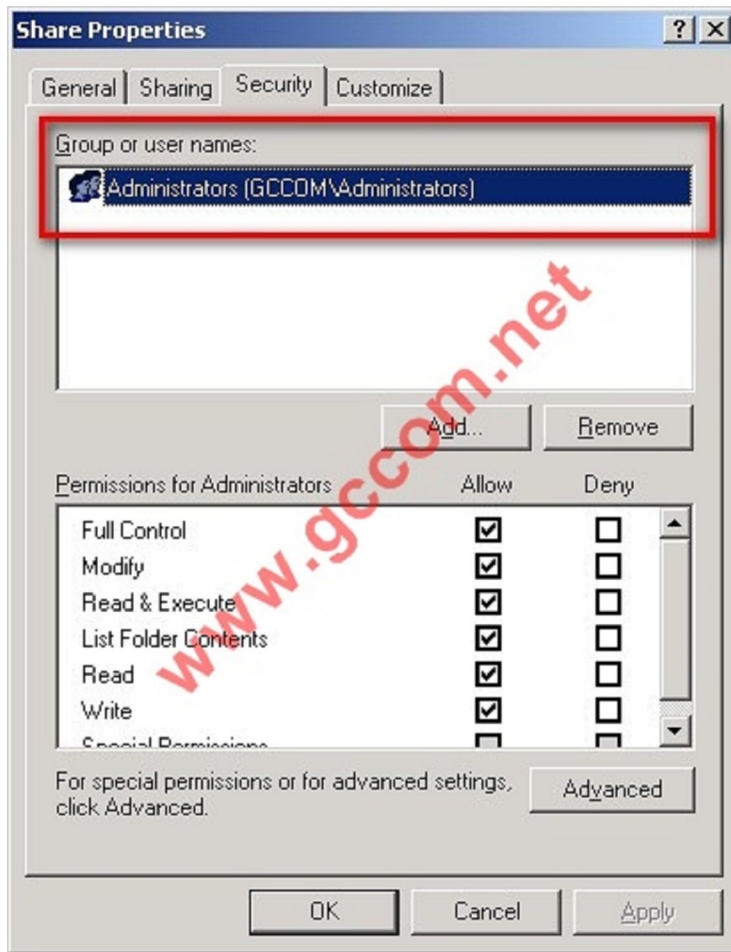 Share Properties
General Sharing Security Customize
Group or user names:
Administrators (GCCOM\Administrators)
Add... Remove
Permissions for Administrators Allow Deny
Full Control
Modify
Read & Execute
List Folder Contents
Read
Write
Special Permissions
For special permissions or for advanced settings,
click Advanced.
Advanced
OK Cancel Apply
www.gccom.net